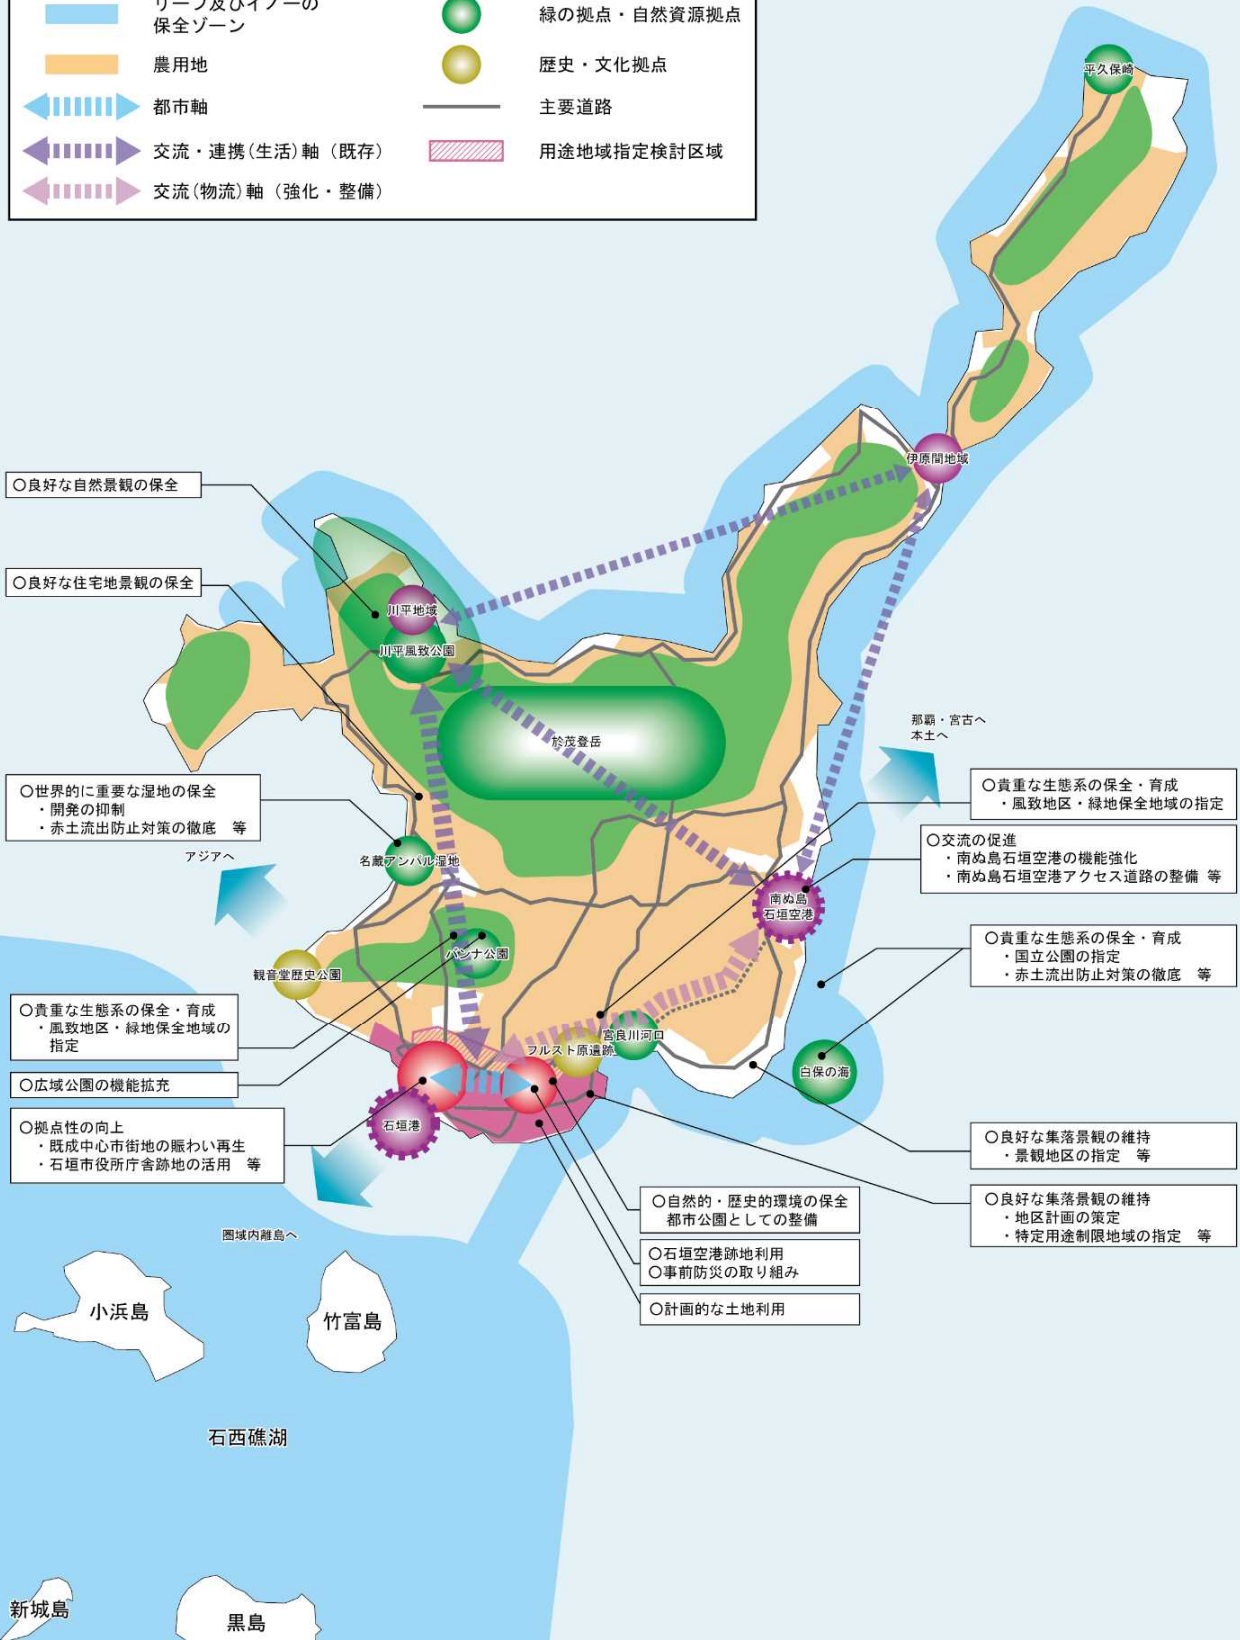 リーフ及びイノーの
保全ゾーン
農用地
都市軸
交流・連携(生活)軸（既存）
交流(物流)軸（強化・整備）
緑の拠点・自然資源拠点
歴史・文化拠点
主要道路
用途地域指定検討区域
平久保崎
伊原間地域
〇良好な自然景観の保全
〇良好な住宅地景観の保全
川平地域
川平風致公園
於茂登岳
那覇・宮古へ
本土へ
〇世界的に重要な湿地の保全
・開発の抑制
・赤土流出防止対策の徹底　等
アジアへ
名蔵アンパル湿地
〇貴重な生態系の保全・育成
・風致地区・緑地保全地域の指定
〇交流の促進
・南ぬ島石垣空港の機能強化
・南ぬ島石垣空港アクセス道路の整備 等
南ぬ島
石垣空港
〇貴重な生態系の保全・育成
・国立公園の指定
・赤土流出防止対策の徹底　等
バンナ公園
観音堂歴史公園
〇貴重な生態系の保全・育成
・風致地区・緑地保全地域の
指定
〇広域公園の機能拡充
〇拠点性の向上
・既成中心市街地の賑わい再生
・石垣市役所庁舎跡地の活用　等
フルスト原遺跡
宮良川河口
白保の海
石垣港
〇良好な集落景観の維持
・景観地区の指定　等
〇良好な集落景観の維持
・地区計画の策定
・特定用途制限地域の指定　等
〇自然的・歴史的環境の保全
都市公園としての整備
〇石垣空港跡地利用
〇事前防災の取り組み
〇計画的な土地利用
圏域内離島へ
小浜島
竹富島
石西礁湖
新城島
黒島